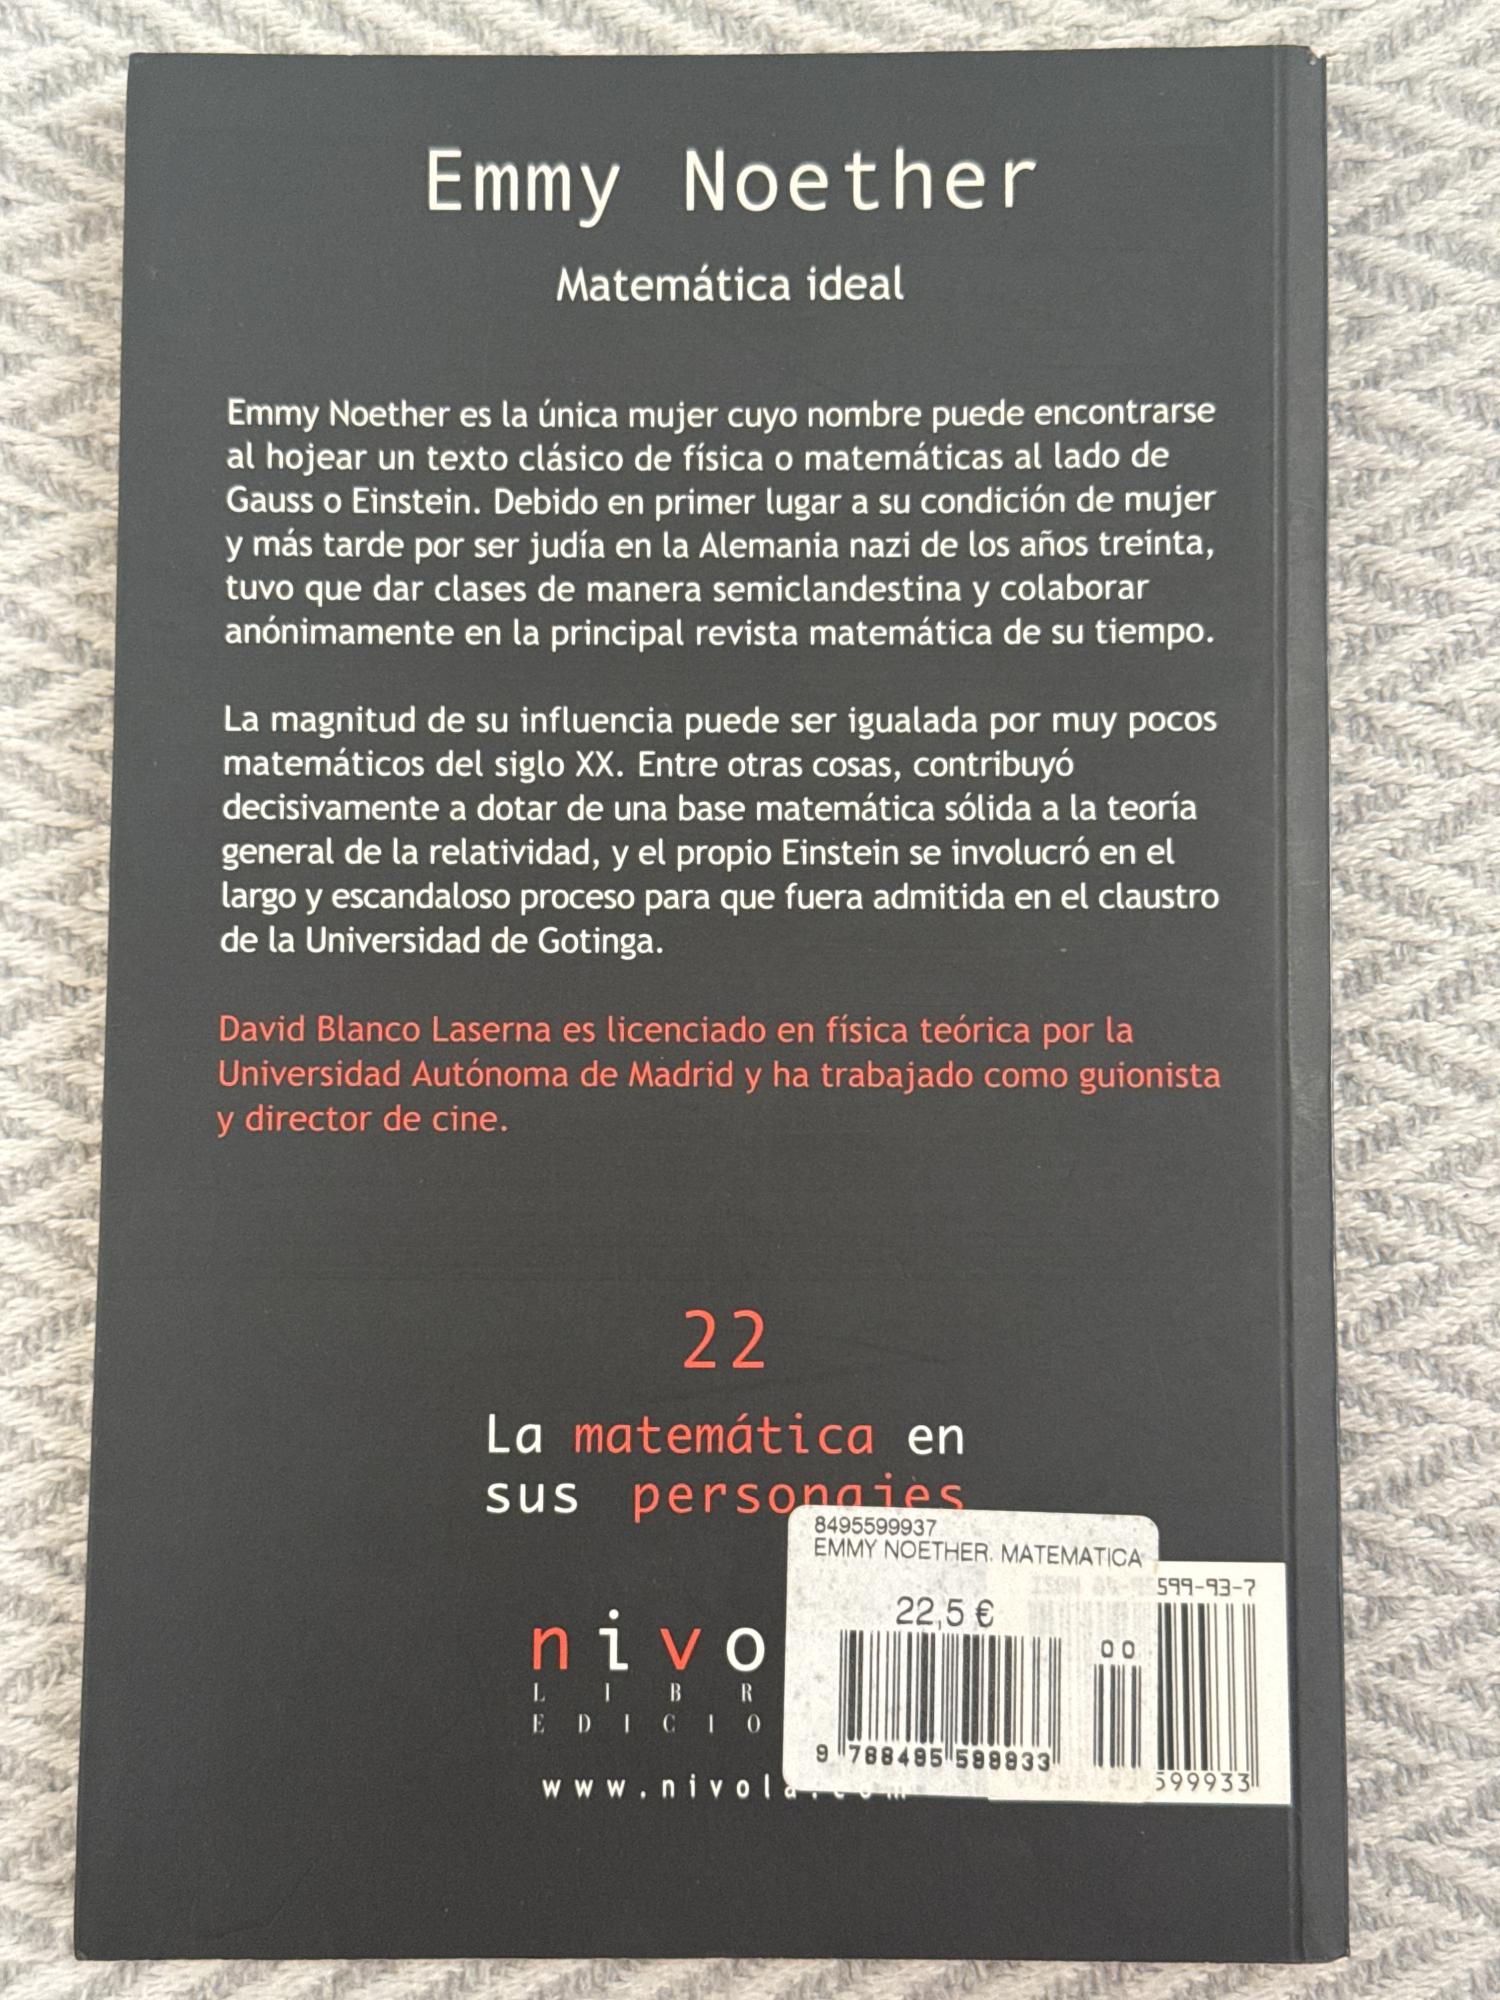 Emmy Noether
Matemática ideal
Emmy Noether es la única mujer cuyo nombre puede encontrarse
al hojear un texto clásico de física o matemáticas al lado de
Gauss o Einstein. Debido en primer lugar a su condición de mujer
y más tarde por ser judía en la Alemania nazi de los años treinta,
tuvo que dar clases de manera semiclandestina y colaborar
anónimamente en la principal revista matemática de su tiempo.
La magnitud de su influencia puede ser igualada por muy pocos
matemáticos del siglo XX. Entre otras cosas, contribuyó
decisivamente a dotar de una base matemática sólida a la teoría
general de la relatividad, y el propio Einstein se involucró en el
largo y escandaloso proceso para que fuera admitida en el claustro
de la Universidad de Gotinga.
David Blanco Laserna es licenciado en física teórica por la
Universidad Autónoma de Madrid y ha trabajado como guionista
y director de cine.
22
La matemática en
sus personajes
8495599937
EMMY NOETHER. MATEMATICA
599-93-7
22,5 €
00
nivo
LIBR
EDICIO
9 788495 599933
599933
www.nivola.com